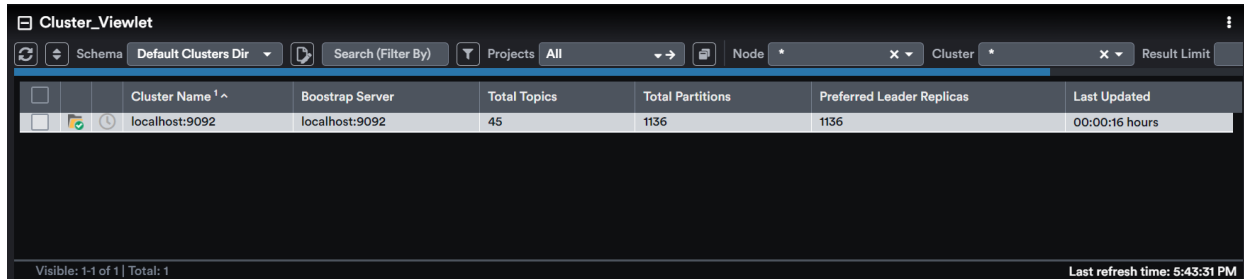 Cluster_Viewlet
Schema Default Clusters Dir Search (Filter By) Projects All Node * Cluster * Result Limit
Cluster Name 1 Boostrap Server Total Topics Total Partitions Preferred Leader Replicas Last Updated
localhost:9092 localhost:9092 45 1136 1136 00:00:16 hours
Visible: 1-1 of 1 | Total: 1 Last refresh time: 5:43:31 PM